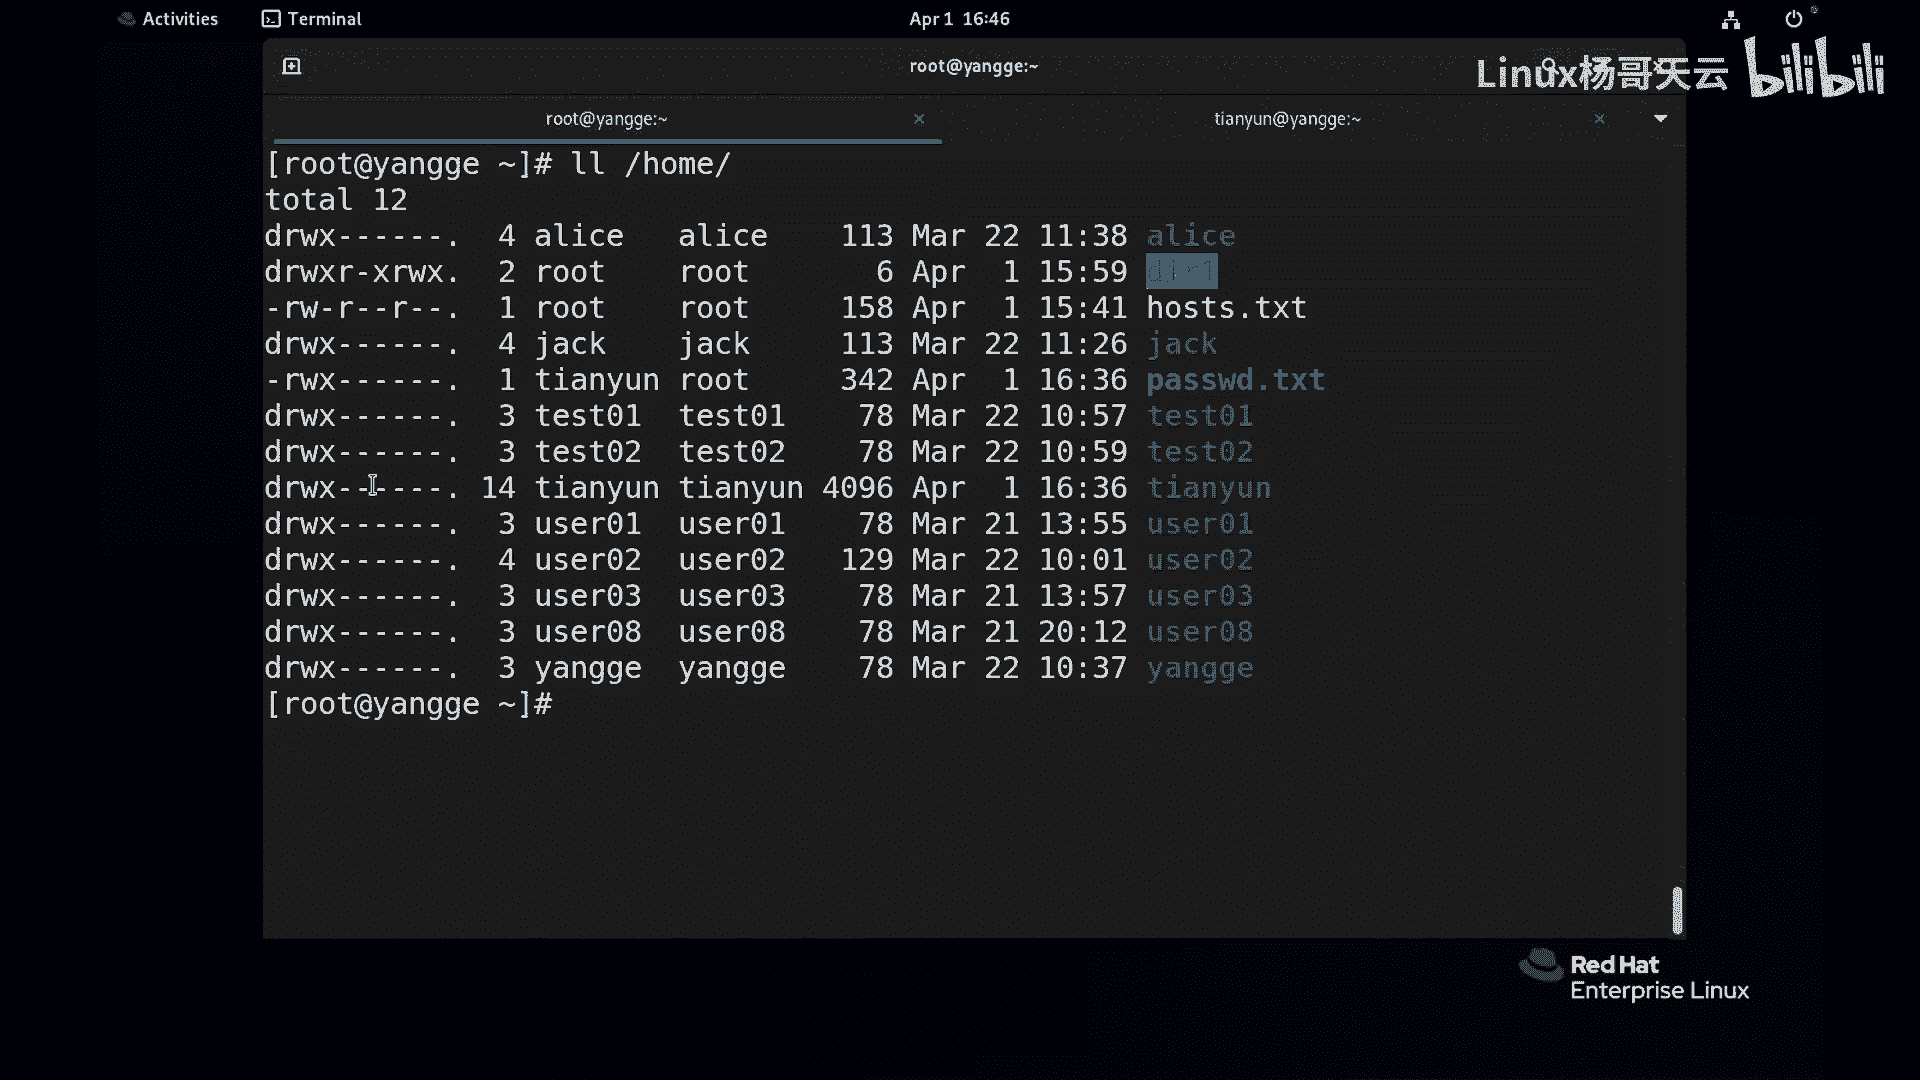 Activities Terminal Apr 1 16:46
root@yangge:~
Linux杨哥天云 bilibili
root@yangge:~ × tianyun@yangge:~ ×
[root@yangge ~]# ll /home/
total 12
drwx------. 4 alice alice 113 Mar 22 11:38 alice
drwxr-xrwx. 2 root root 6 Apr 1 15:59 dir1
-rw-r--r--. 1 root root 158 Apr 1 15:41 hosts.txt
drwx------. 4 jack jack 113 Mar 22 11:26 jack
-rwx------. 1 tianyun root 342 Apr 1 16:36 passwd.txt
drwx------. 3 test01 test01 78 Mar 22 10:57 test01
drwx------. 3 test02 test02 78 Mar 22 10:59 test02
drwx------. 14 tianyun tianyun 4096 Apr 1 16:36 tianyun
drwx------. 3 user01 user01 78 Mar 21 13:55 user01
drwx------. 4 user02 user02 129 Mar 22 10:01 user02
drwx------. 3 user03 user03 78 Mar 21 13:57 user03
drwx------. 3 user08 user08 78 Mar 21 20:12 user08
drwx------. 3 yangge yangge 78 Mar 22 10:37 yangge
[root@yangge ~]#
Red Hat
Enterprise Linux